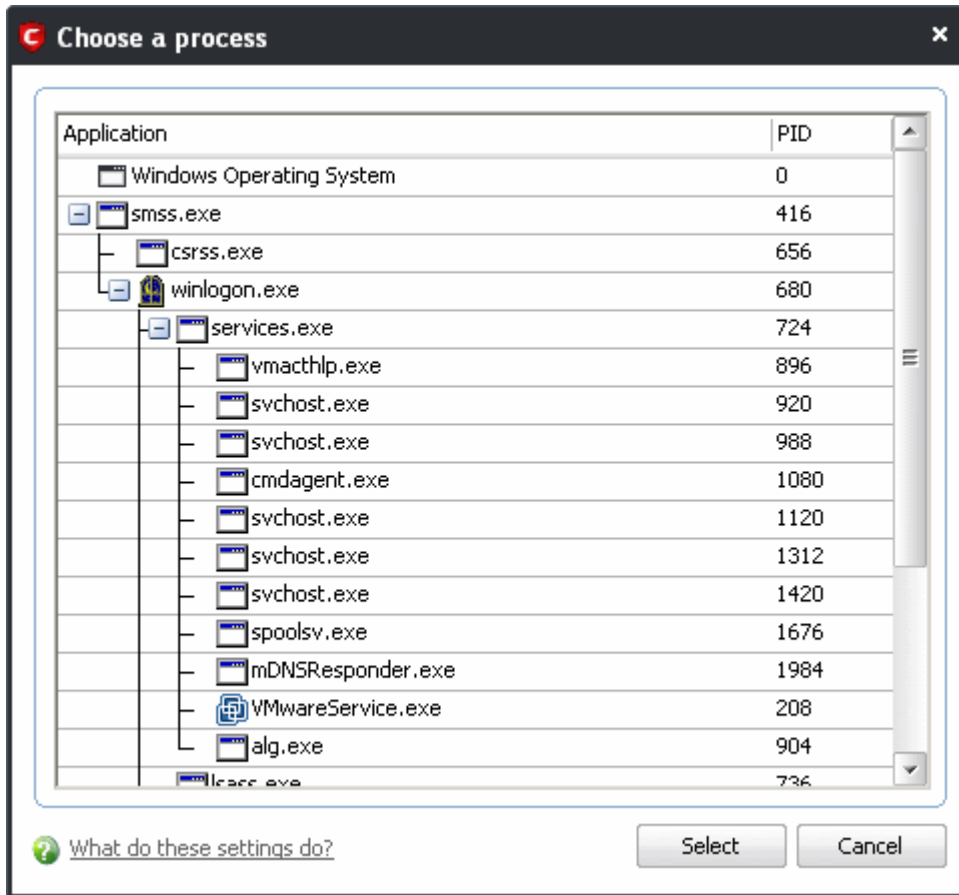 Choose a process
Application PID
Windows Operating System 0
smss.exe 416
csrss.exe 656
winlogon.exe 680
services.exe 724
vmacthlp.exe 896
svchost.exe 920
svchost.exe 988
cmdagent.exe 1080
svchost.exe 1120
svchost.exe 1312
svchost.exe 1420
spoolsv.exe 1676
mDNSResponder.exe 1984
VMwareService.exe 208
alg.exe 904
lsass.exe 736
What do these settings do? Select Cancel